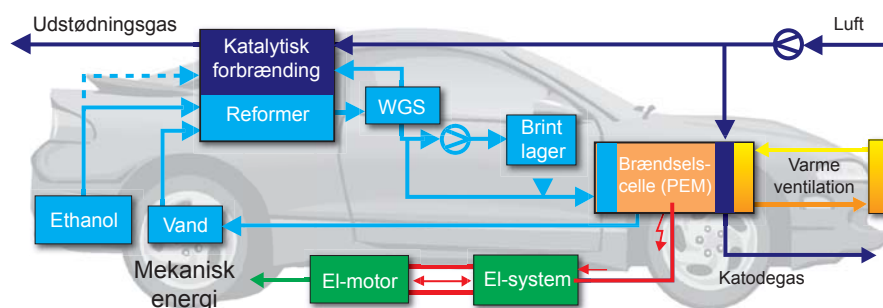 Udstødningsgas
Luft
Katalytisk
forbrænding
Reformer
WGS
Brint
lager
Brændsels-
celle (PEM)
Varme
ventilation
Ethanol
Vand
Mekanisk
energi
El-motor
El-system
Katodegas